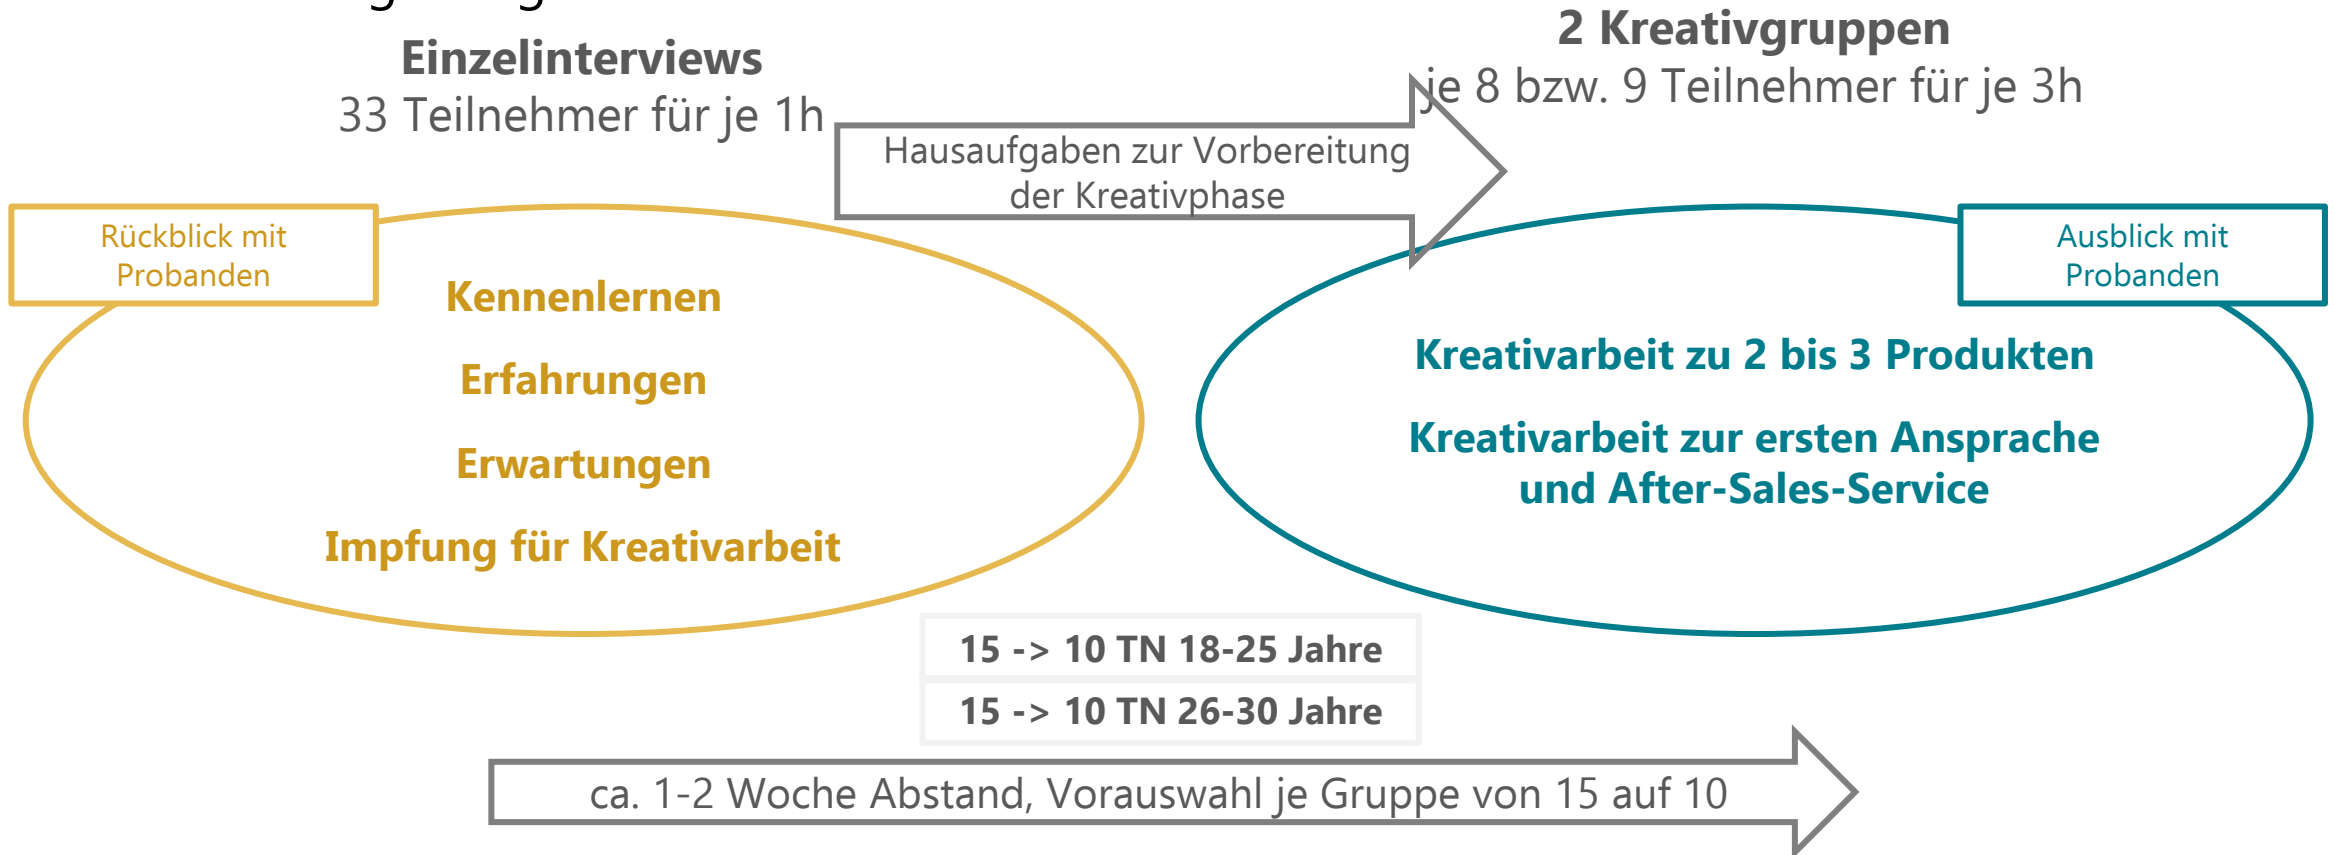 Einzelinterviews
33 Teilnehmer für je 1h
2 Kreativgruppen
je 8 bzw. 9 Teilnehmer für je 3h
Hausaufgaben zur Vorbereitung
der Kreativphase
Rückblick mit
Probanden
Kennenlernen
Erfahrungen
Erwartungen
Impfung für Kreativarbeit
Ausblick mit
Probanden
Kreativarbeit zu 2 bis 3 Produkten
Kreativarbeit zur ersten Ansprache
und After-Sales-Service
15 -> 10 TN 18-25 Jahre
15 -> 10 TN 26-30 Jahre
ca. 1-2 Woche Abstand, Vorauswahl je Gruppe von 15 auf 10